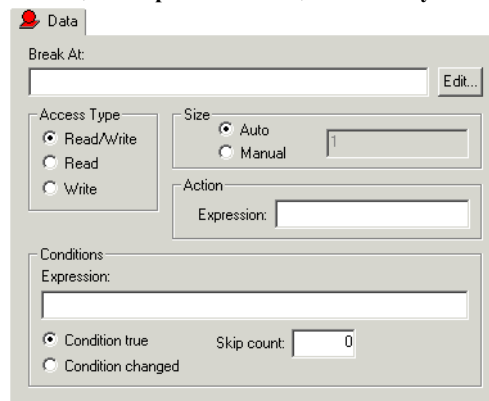 Data
Break At:
Edit...
Access Type
Read/Write
Read
Write
Size
Auto
Manual
1
Action
Expression:
Conditions
Expression:
Condition true
Condition changed
Skip count: 0